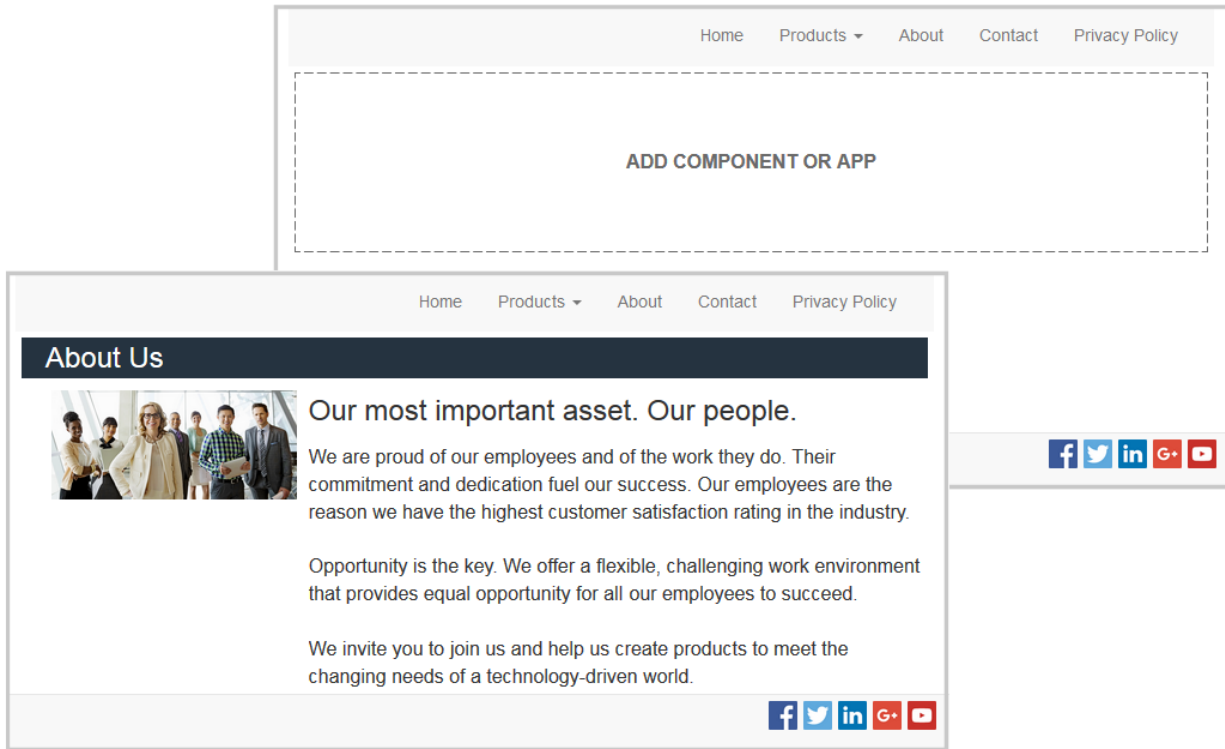 Home Products About Contact Privacy Policy
ADD COMPONENT OR APP
Home Products About Contact Privacy Policy
About Us
Our most important asset. Our people.
We are proud of our employees and of the work they do. Their
commitment and dedication fuel our success. Our employees are the
reason we have the highest customer satisfaction rating in the industry.
Opportunity is the key. We offer a flexible, challenging work environment
that provides equal opportunity for all our employees to succeed.
We invite you to join us and help us create products to meet the
changing needs of a technology-driven world.
f in G+
f in G+